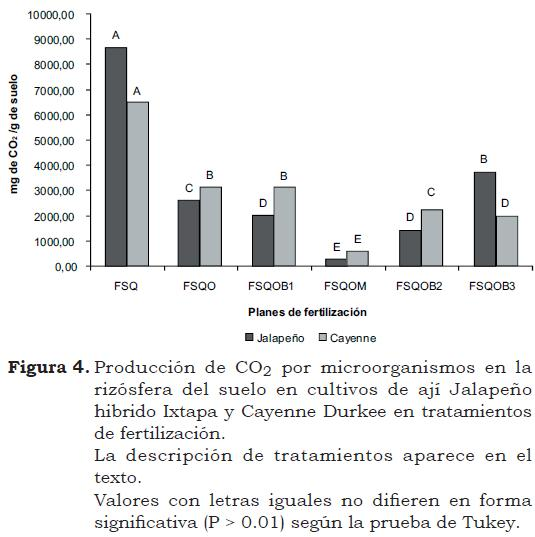 10000,00
9000,00
8000,00
7000,00
6000,00
5000,00
4000,00
3000,00
2000,00
1000,00
0,00
mg de CO₂ /g de suelo
A
A
C
B
D
B
E
E
D
C
B
D
FSQ FSQO FSQOB1 FSQOM FSQOB2 FSQOB3
Planes de fertilización
Jalapeño Cayenne
Figura 4. Producción de CO₂ por microorganismos en la
rizósfera del suelo en cultivos de ají Jalapeño
hibrido Ixtapa y Cayenne Durkee en tratamientos
de fertilización.
La descripción de tratamientos aparece en el
texto.
Valores con letras iguales no difieren en forma
significativa (P > 0.01) según la prueba de Tukey.